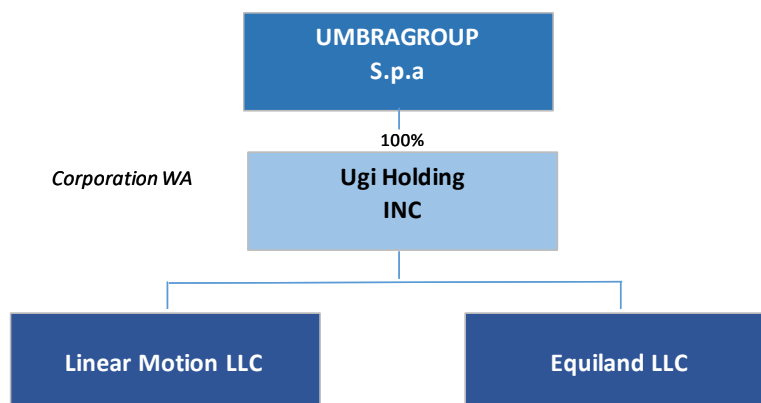 UMBRAGROUP
S.p.a
100%
Corporation WA
Ugi Holding
INC
Linear Motion LLC
Equiland LLC